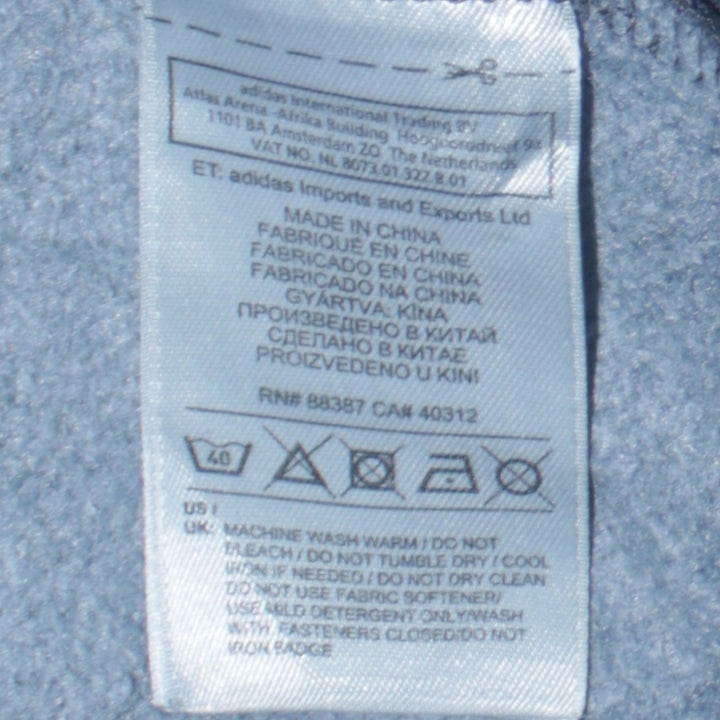 adidas International Trading BV
Atlas Arena -Afrika Building Hoogoorddreef 9A
1101 BA Amsterdam ZO, The Netherlands
VAT NO. NL 8073.01.322.B.01
ET: adidas Imports and Exports Ltd
MADE IN CHINA
FABRIQUÉ EN CHINE
FABRICADO EN CHINA
FABRICADO NA CHINA
GYÁRTVA: KÍNA
ПРОИЗВЕДЕНО В КИТАЙ
СДЕЛАНО В КИТАЕ
PROIZVEDENO U KINI
RN# 88387 CA# 40312
40
US /
UK: MACHINE WASH WARM / DO NOT
BLEACH / DO NOT TUMBLE DRY / COOL
IRON IF NEEDED / DO NOT DRY CLEAN
DO NOT USE FABRIC SOFTENER/
USE MILD DETERGENT ONLY/WASH
WITH FASTENERS CLOSED/DO NOT
IRON BADGE